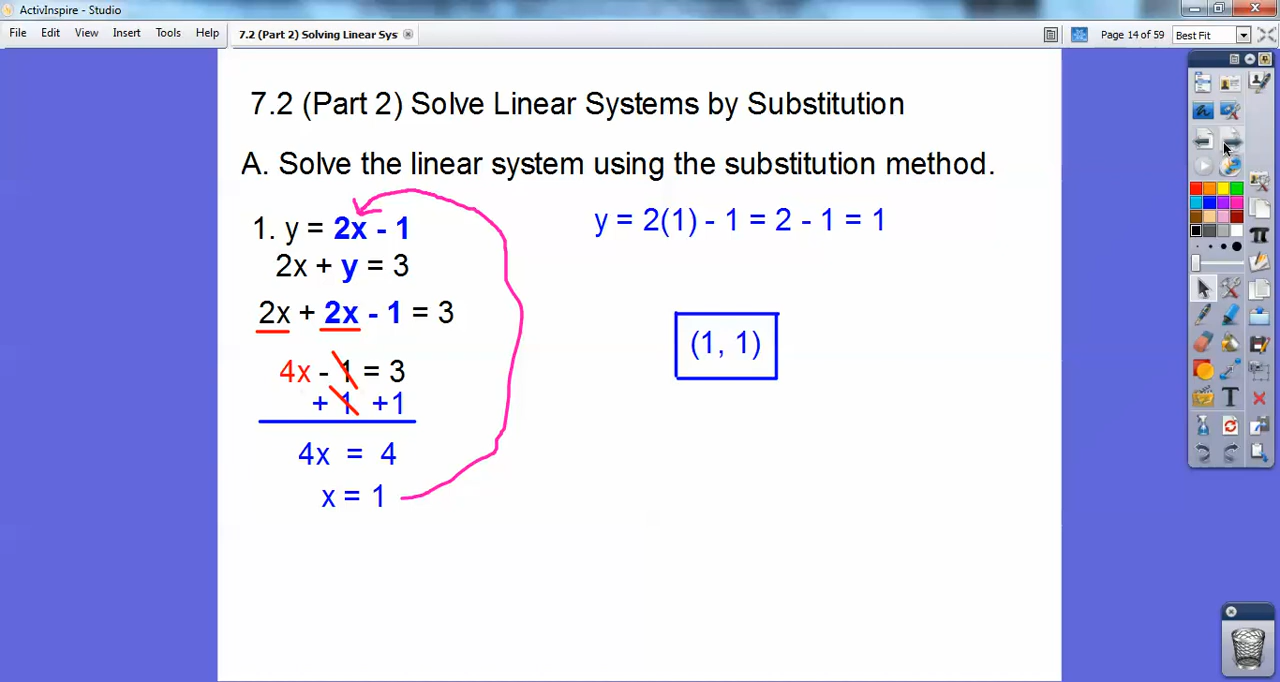 ActivInspire - Studio
File Edit View Insert Tools Help
7.2 (Part 2) Solving Linear Sys
Page 14 of 59
Best Fit
7.2 (Part 2) Solve Linear Systems by Substitution
A. Solve the linear system using the substitution method.
1. y = 2x - 1
2x + y = 3
2x + 2x - 1 = 3
4x - 1 = 3
+ 1 +1
4x = 4
x = 1
y = 2(1) - 1 = 2 - 1 = 1
(1, 1)